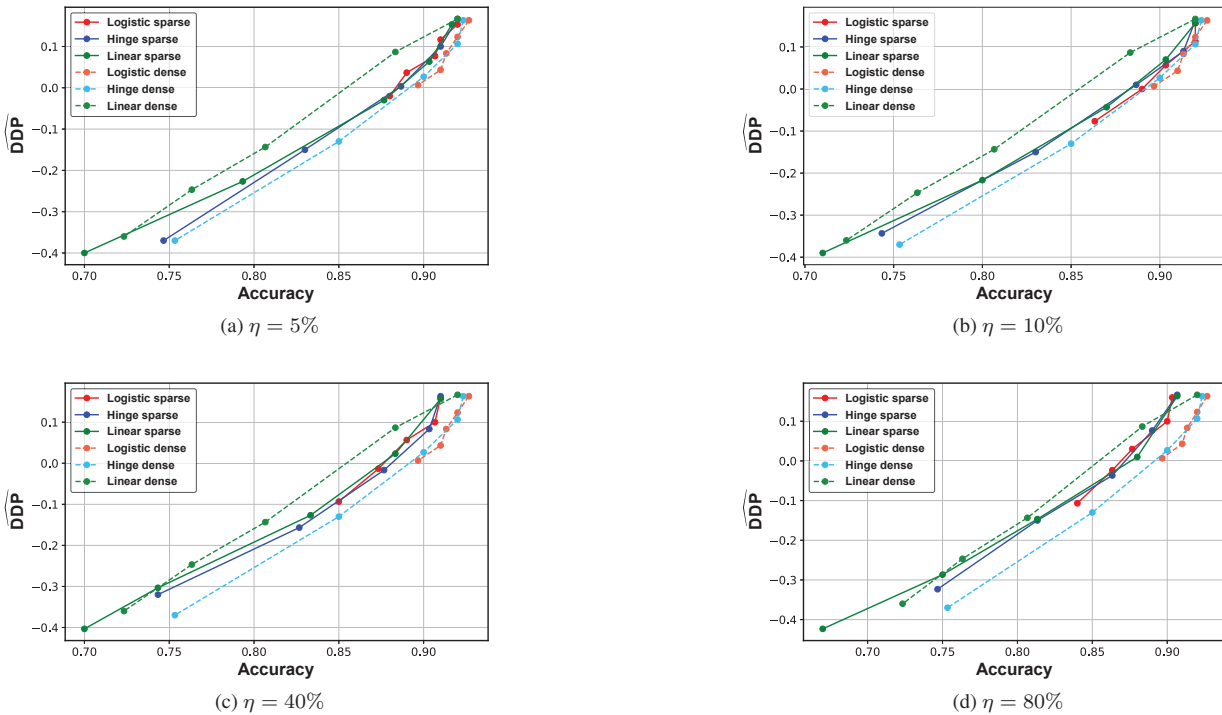 Logistic sparse
Hinge sparse
Linear sparse
Logistic dense
Hinge dense
Linear dense
0.1
0.0
−0.1
−0.2
−0.3
−0.4
DDP
0.70 0.75 0.80 0.85 0.90
Accuracy
(a) η = 5%
Logistic sparse
Hinge sparse
Linear sparse
Logistic dense
Hinge dense
Linear dense
0.1
0.0
−0.1
−0.2
−0.3
−0.4
DDP
0.70 0.75 0.80 0.85 0.90
Accuracy
(b) η = 10%
Logistic sparse
Hinge sparse
Linear sparse
Logistic dense
Hinge dense
Linear dense
0.1
0.0
−0.1
−0.2
−0.3
−0.4
DDP
0.70 0.75 0.80 0.85 0.90
Accuracy
(c) η = 40%
Logistic sparse
Hinge sparse
Linear sparse
Logistic dense
Hinge dense
Linear dense
0.1
0.0
−0.1
−0.2
−0.3
−0.4
DDP
0.70 0.75 0.80 0.85 0.90
Accuracy
(d) η = 80%